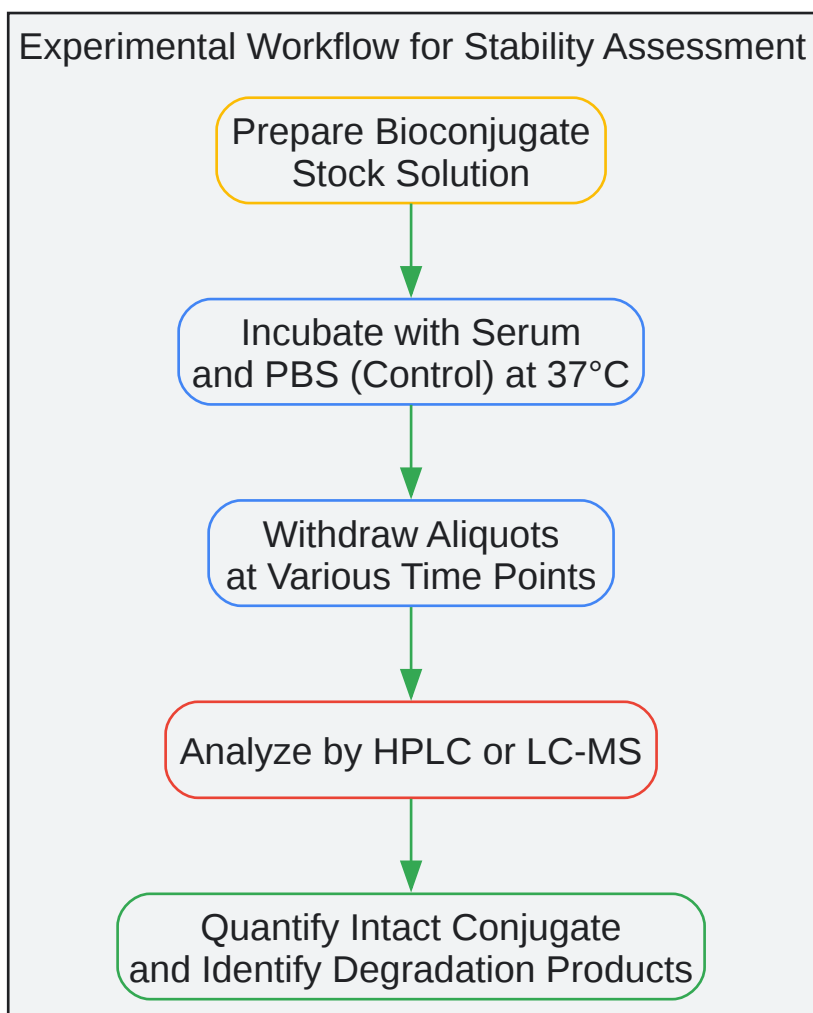 Experimental Workflow for Stability Assessment
Prepare Bioconjugate
Stock Solution
Incubate with Serum
and PBS (Control) at 37°C
Withdraw Aliquots
at Various Time Points
Analyze by HPLC or LC-MS
Quantify Intact Conjugate
and Identify Degradation Products